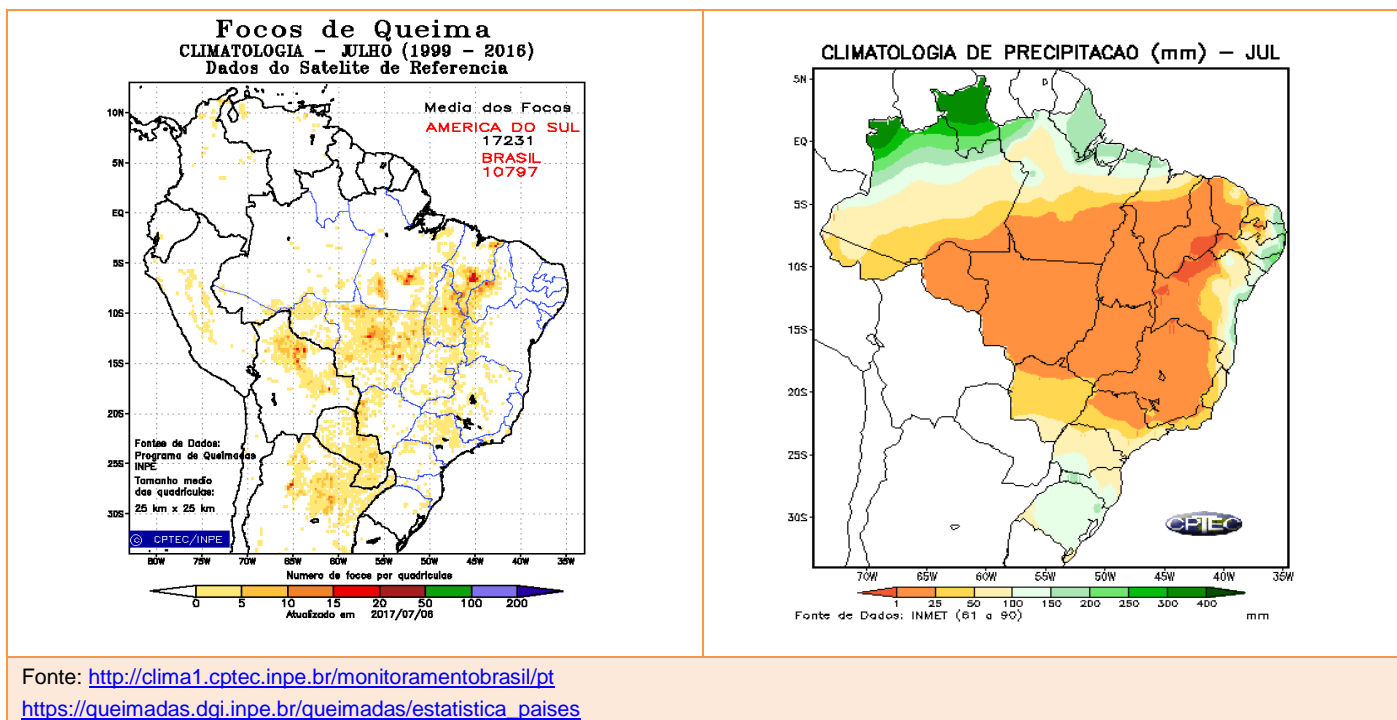 Focos de Queima
CLIMATOLOGIA – JULHO (1999 – 2016)
Dados do Satelite de Referencia
Media dos Focos
AMERICA DO SUL
17231
BRASIL
10797
10N
5N
EQ
5S
10S
15S
20S
25S
30S
Fontes de Dados:
Programa de Queimadas
INPE
Tamanho medio
das quadriculas:
25 km x 25 km
© CPTEC/INPE
80W 75W 70W 65W 60W 55W 50W 45W 40W 35W
Numero de focos por quadriculas
0 5 10 15 20 50 100 200
Atualizado em 2017/07/06
CLIMATOLOGIA DE PRECIPITACAO (mm) – JUL
5N
EQ
5S
10S
15S
20S
25S
30S
CPTEC
70W 65W 60W 55W 50W 45W 40W 35W
1 25 50 100 150 200 250 300 400
Fonte de Dados: INMET (61 a 90) mm
Fonte: http://clima1.cptec.inpe.br/monitoramentobrasil/pt
https://queimadas.dgi.inpe.br/queimadas/estatistica_paises